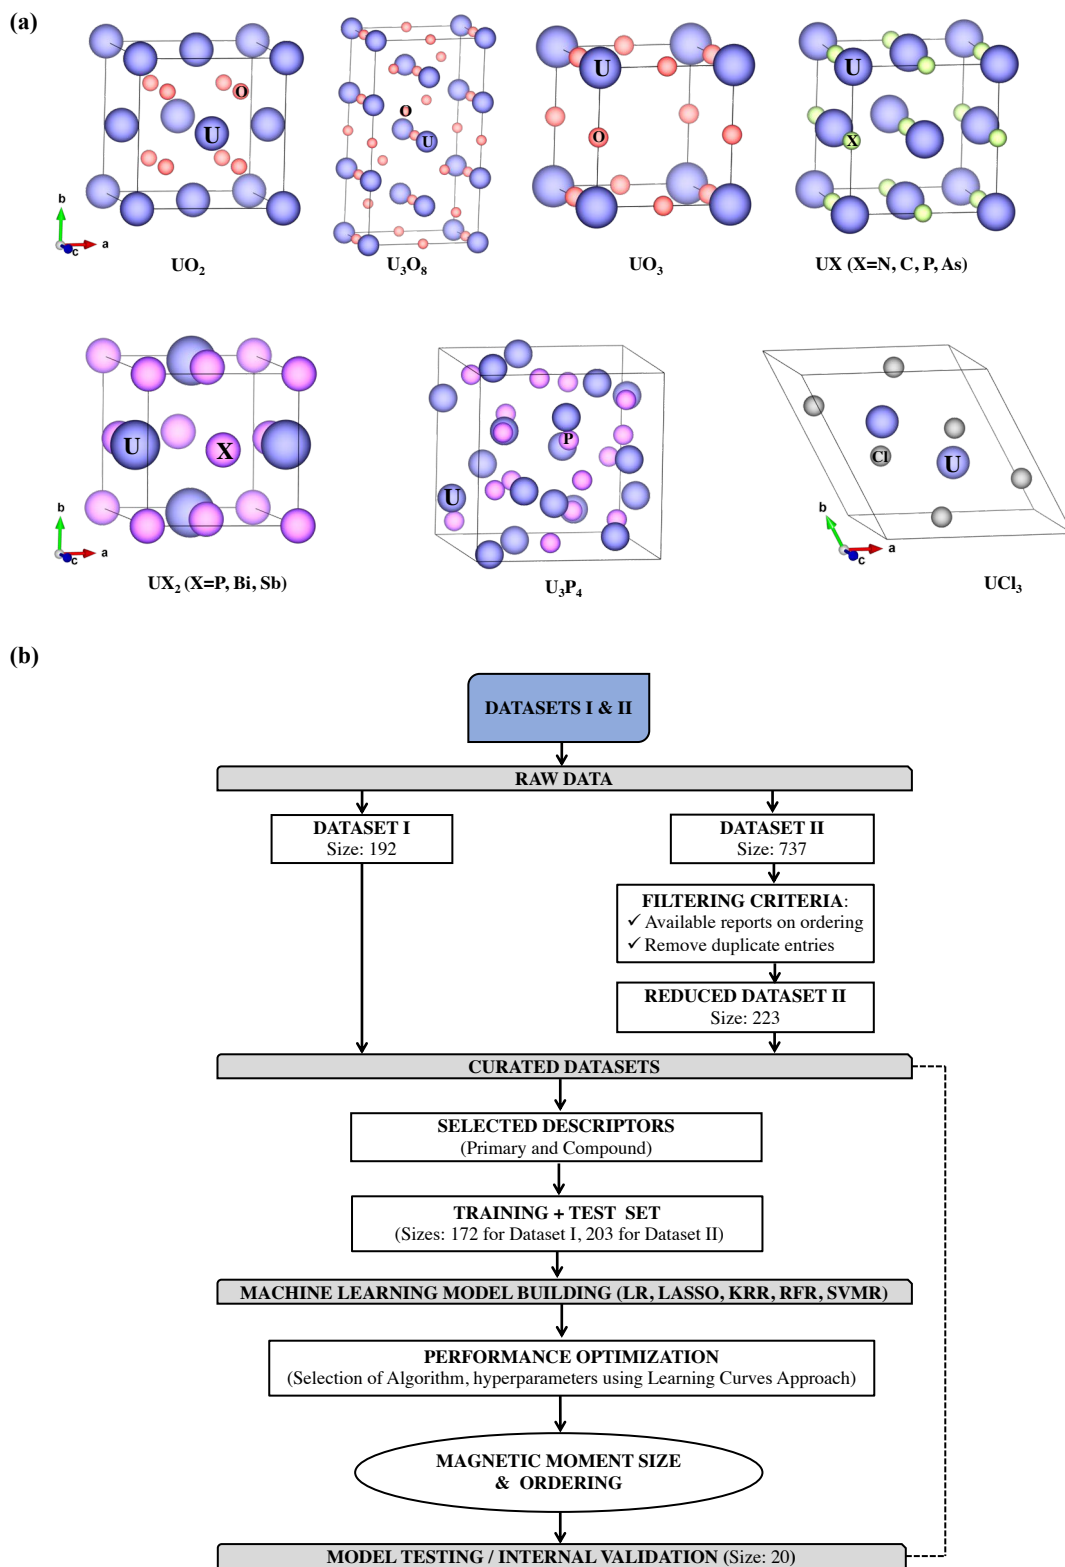 (a)
O
U
b
a
c
UO₂
O
U
U₃O₈
U
O
UO₃
U
X
UX (X=N, C, P, As)
U
X
b
a
c
UX₂ (X=P, Bi, Sb)
P
U
U₃P₄
Cl
U
b
a
c
UCl₃
(b)
DATASETS I & II
RAW DATA
DATASET I
Size: 192
DATASET II
Size: 737
FILTERING CRITERIA:
✓ Available reports on ordering
✓ Remove duplicate entries
REDUCED DATASET II
Size: 223
CURATED DATASETS
SELECTED DESCRIPTORS
(Primary and Compound)
TRAINING + TEST SET
(Sizes: 172 for Dataset I, 203 for Dataset II)
MACHINE LEARNING MODEL BUILDING (LR, LASSO, KRR, RFR, SVMR)
PERFORMANCE OPTIMIZATION
(Selection of Algorithm, hyperparameters using Learning Curves Approach)
MAGNETIC MOMENT SIZE
& ORDERING
MODEL TESTING / INTERNAL VALIDATION (Size: 20)